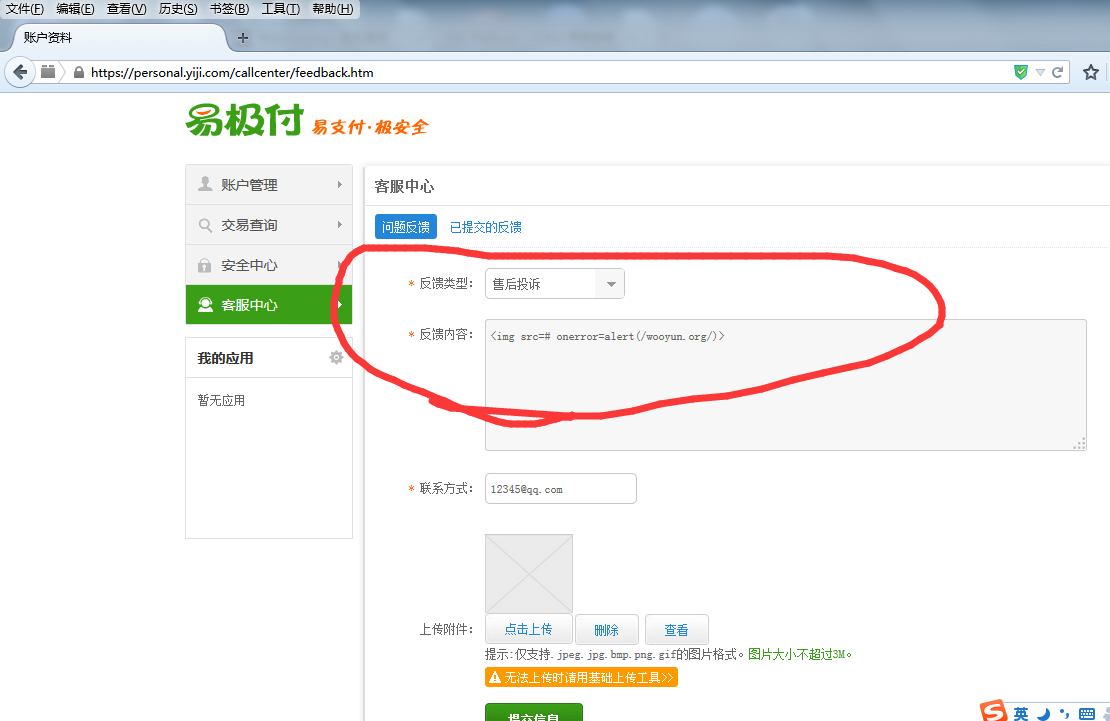 文件(F) 编辑(E) 查看(V) 历史(S) 书签(B) 工具(T) 帮助(H)
账户资料
https://personal.yiji.com/callcenter/feedback.htm
易极付 易支付·极安全
账户管理
交易查询
安全中心
客服中心
我的应用
暂无应用
客服中心
问题反馈 已提交的反馈
* 反馈类型： 售后投诉
* 反馈内容： <img src=# onerror=alert(/wooyun.org/)>
* 联系方式： 12345@qq.com
上传附件： 点击上传 删除 查看
提示:仅支持.jpeg.jpg.bmp.png.gif的图片格式。图片大小不超过3M。
无法上传时请用基础上传工具>>
提交信息
英